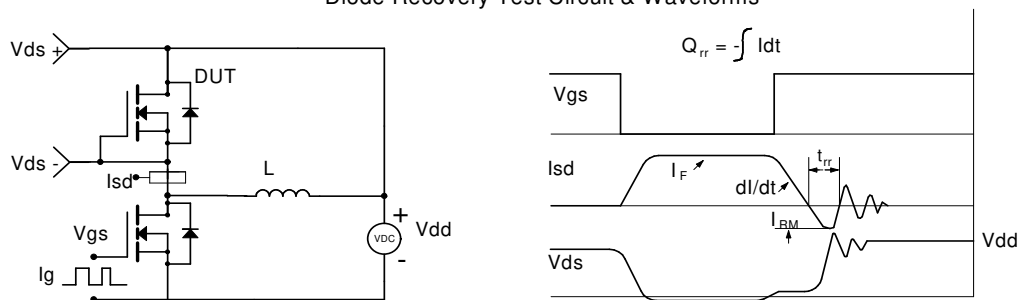 Diode Recovery Test Circuit & Waveforms
Vds +
DUT
Vds -
Isd
L
Vgs
Ig
+
VDC
-
Vdd
Qrr = -∫ Idt
Vgs
Isd
IF
dI/dt
trr
IRM
Vds
Vdd